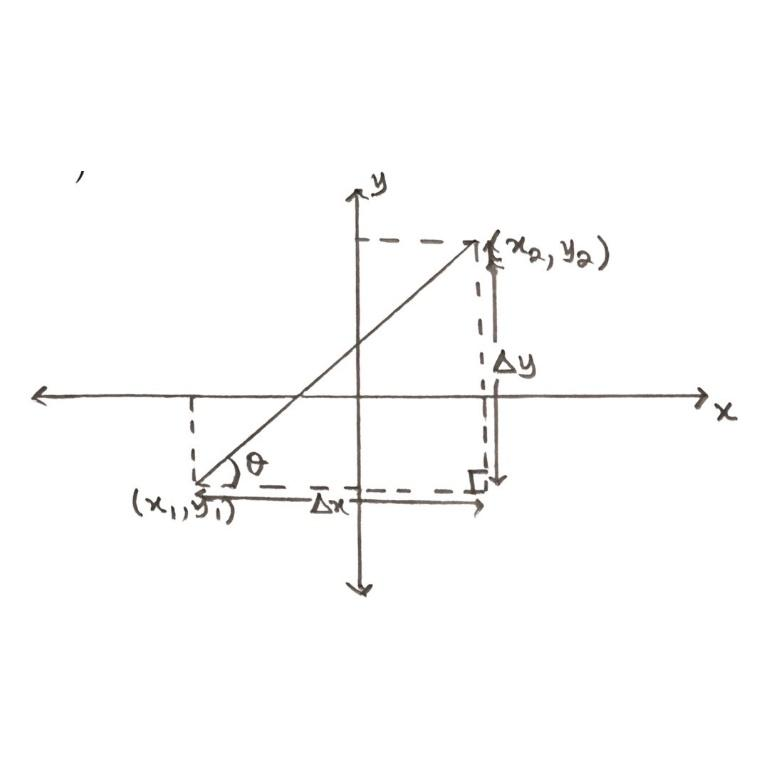 ,
y
(x₂, y₂)
Δy
x
θ
(x₁, y₁)
Δx